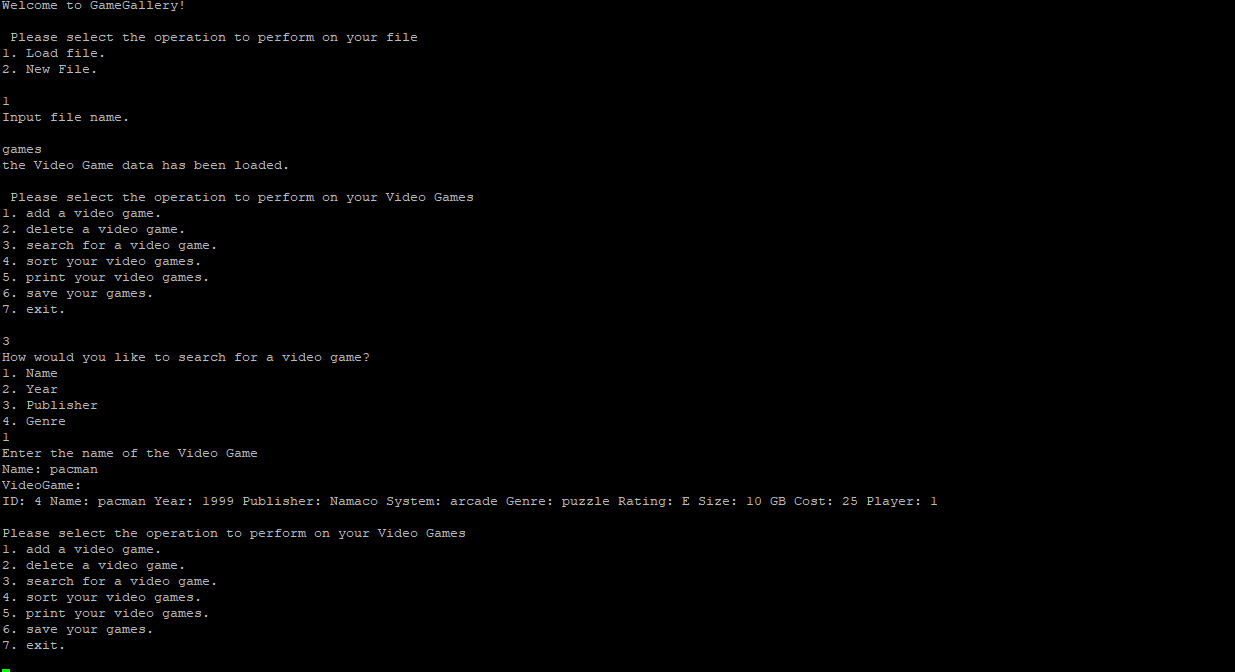 Welcome to GameGallery!
Please select the operation to perform on your file
1. Load file.
2. New File.
1
Input file name.
games
the Video Game data has been loaded.
Please select the operation to perform on your Video Games
1. add a video game.
2. delete a video game.
3. search for a video game.
4. sort your video games.
5. print your video games.
6. save your games.
7. exit.
3
How would you like to search for a video game?
1. Name
2. Year
3. Publisher
4. Genre
1
Enter the name of the Video Game
Name: pacman
VideoGame:
ID: 4 Name: pacman Year: 1999 Publisher: Namaco System: arcade Genre: puzzle Rating: E Size: 10 GB Cost: 25 Player: 1
Please select the operation to perform on your Video Games
1. add a video game.
2. delete a video game.
3. search for a video game.
4. sort your video games.
5. print your video games.
6. save your games.
7. exit.